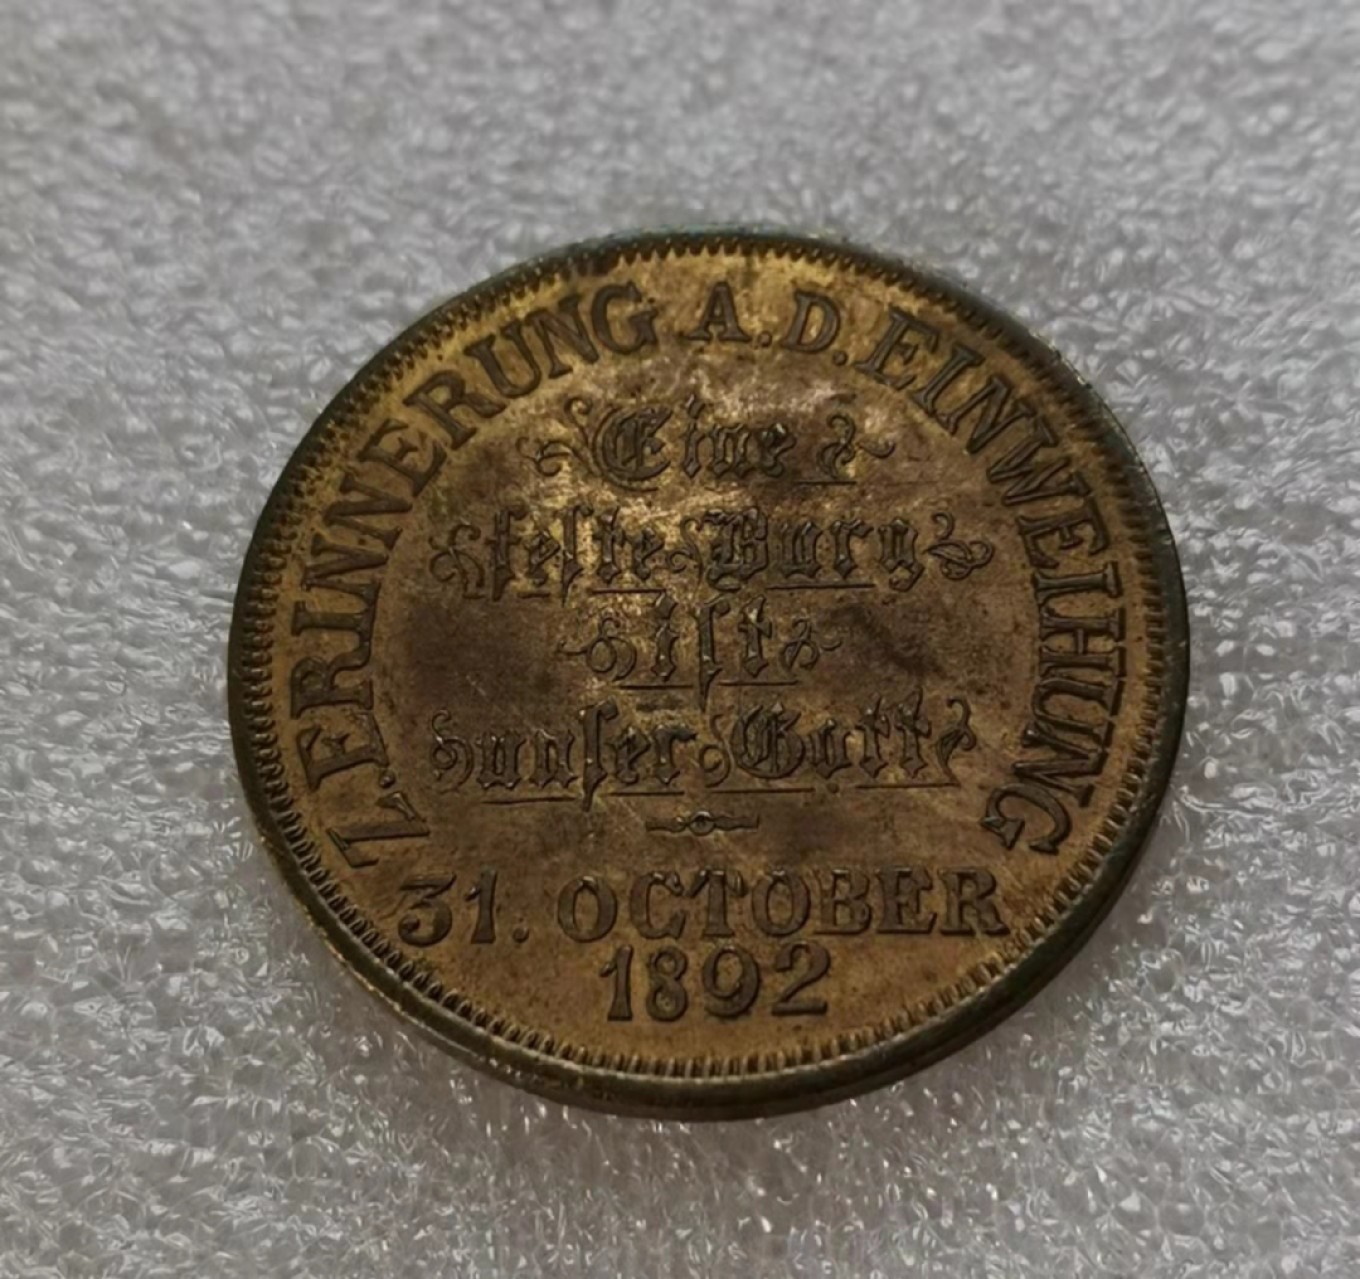 Z. ERINNERUNG A. D. EINWEIHUNG
Eine
feſte Burg
iſt
unſer Gott
31. OCTOBER
1892